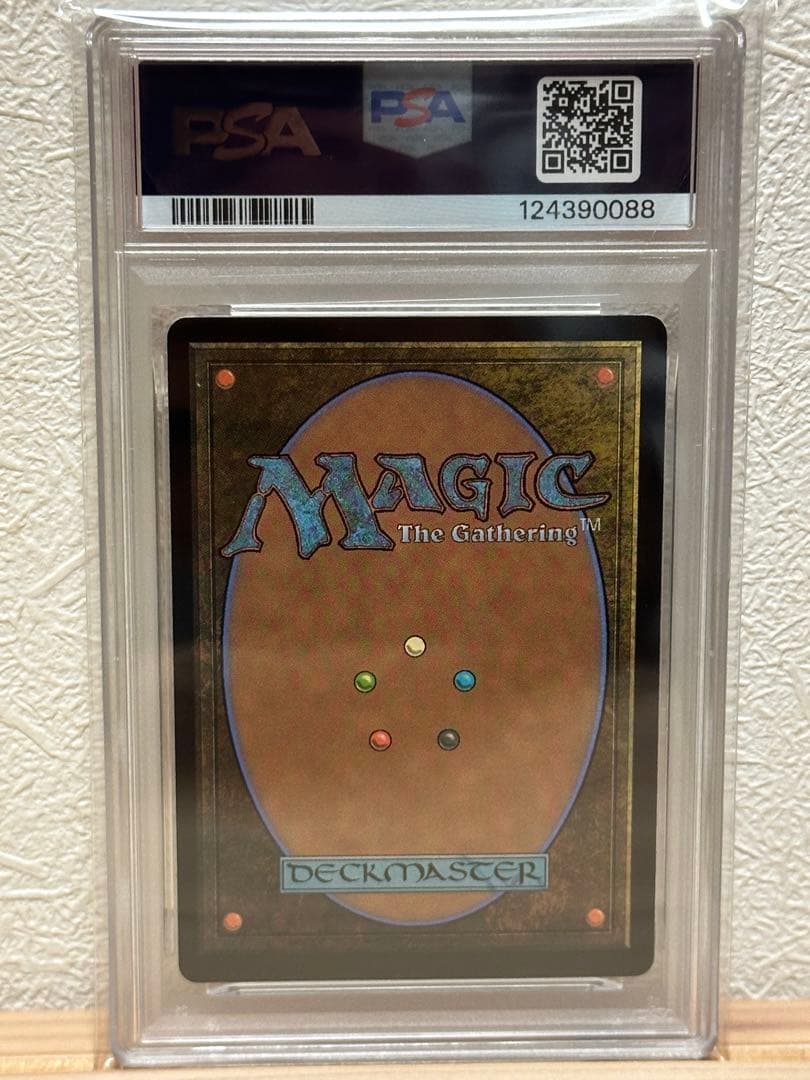 PSA
PSA
124390088
MAGIC
The Gathering™
DECKMASTER